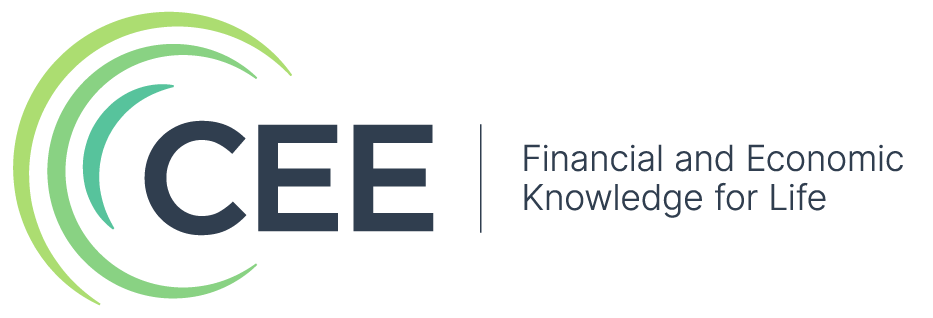 CEE
Financial and Economic
Knowledge for Life